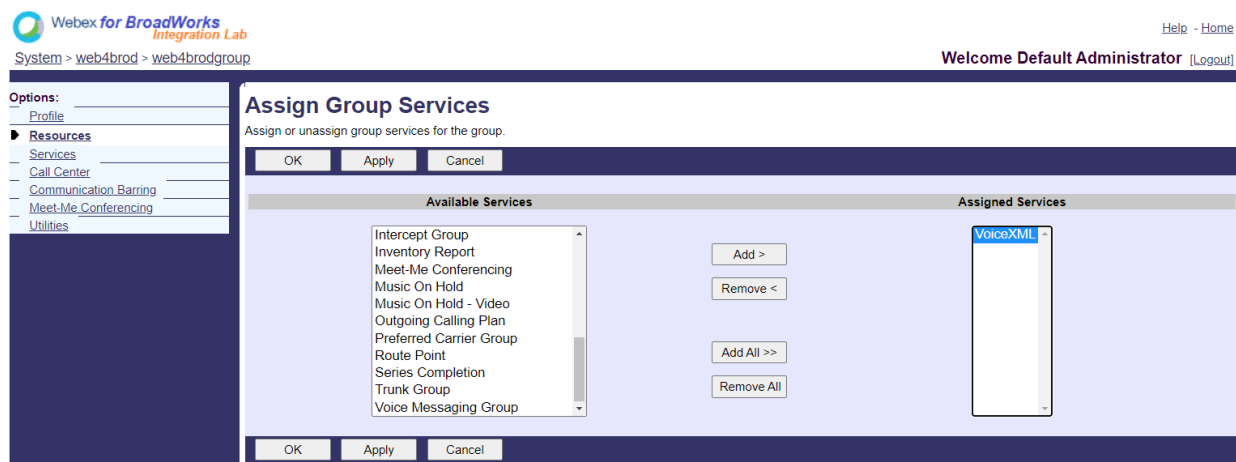 Webex for BroadWorks
Integration Lab
Help - Home
System > web4brod > web4brodgroup
Welcome Default Administrator [Logout]
Options:
Profile
Resources
Services
Call Center
Communication Barring
Meet-Me Conferencing
Utilities
Assign Group Services
Assign or unassign group services for the group.
OK Apply Cancel
Available Services
Assigned Services
Intercept Group
Inventory Report
Meet-Me Conferencing
Music On Hold
Music On Hold - Video
Outgoing Calling Plan
Preferred Carrier Group
Route Point
Series Completion
Trunk Group
Voice Messaging Group
Add >
Remove <
Add All >>
Remove All
VoiceXML
OK Apply Cancel